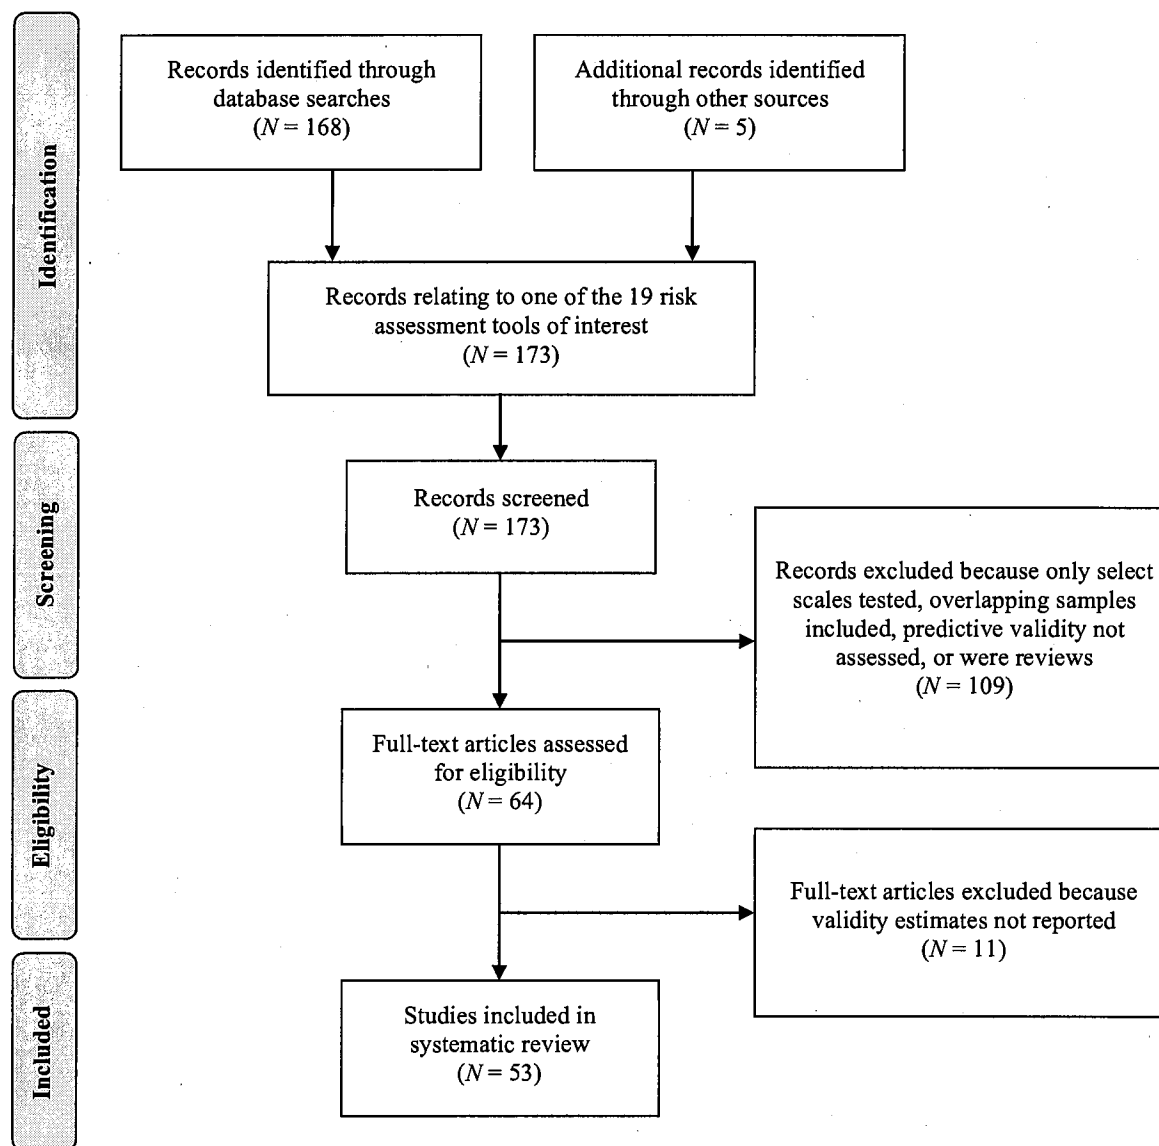 Identification
Records identified through
database searches
(N = 168)
Additional records identified
through other sources
(N = 5)
Records relating to one of the 19 risk
assessment tools of interest
(N = 173)
Screening
Records screened
(N = 173)
Records excluded because only select
scales tested, overlapping samples
included, predictive validity not
assessed, or were reviews
(N = 109)
Eligibility
Full-text articles assessed
for eligibility
(N = 64)
Full-text articles excluded because
validity estimates not reported
(N = 11)
Included
Studies included in
systematic review
(N = 53)